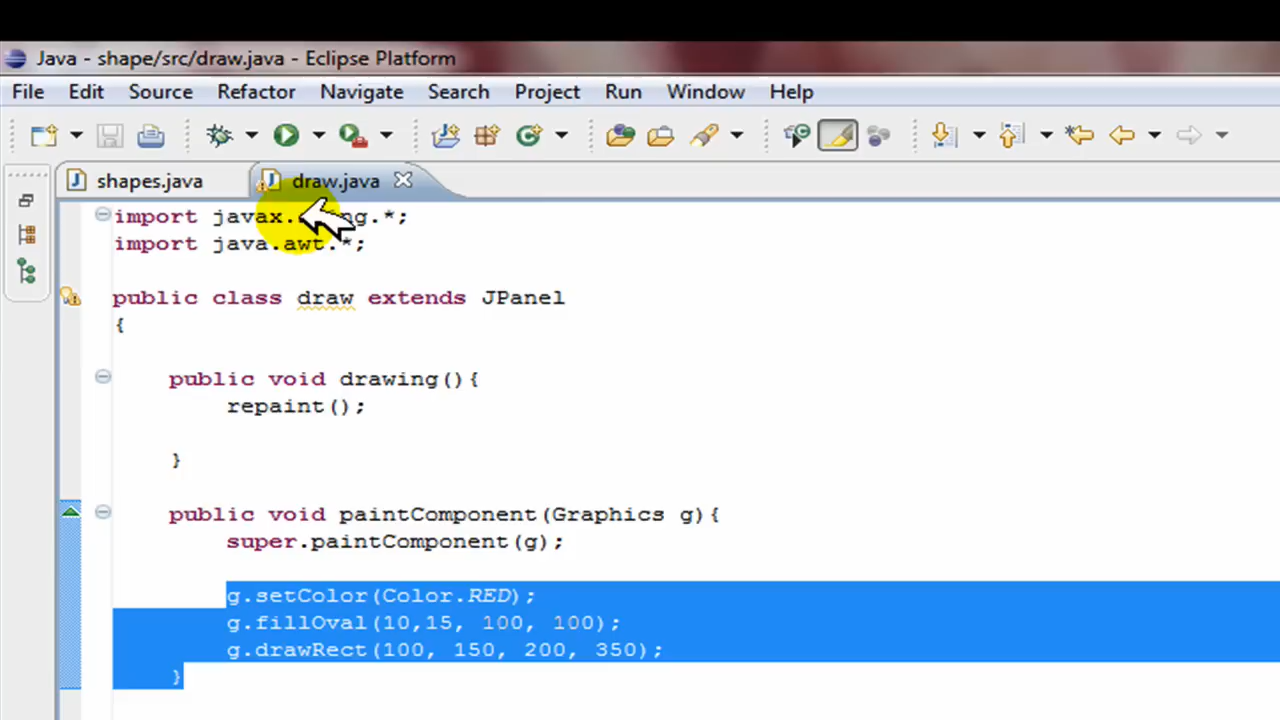 Java - shape/src/draw.java - Eclipse Platform
File Edit Source Refactor Navigate Search Project Run Window Help
shapes.java draw.java
import javax.
import java.awt.*;
public class draw extends JPanel
{
public void drawing(){
repaint();
}
public void paintComponent(Graphics g){
super.paintComponent(g);
g.setColor(Color.RED);
g.fillOval(10,15, 100, 100);
g.drawRect(100, 150, 200, 350);
}